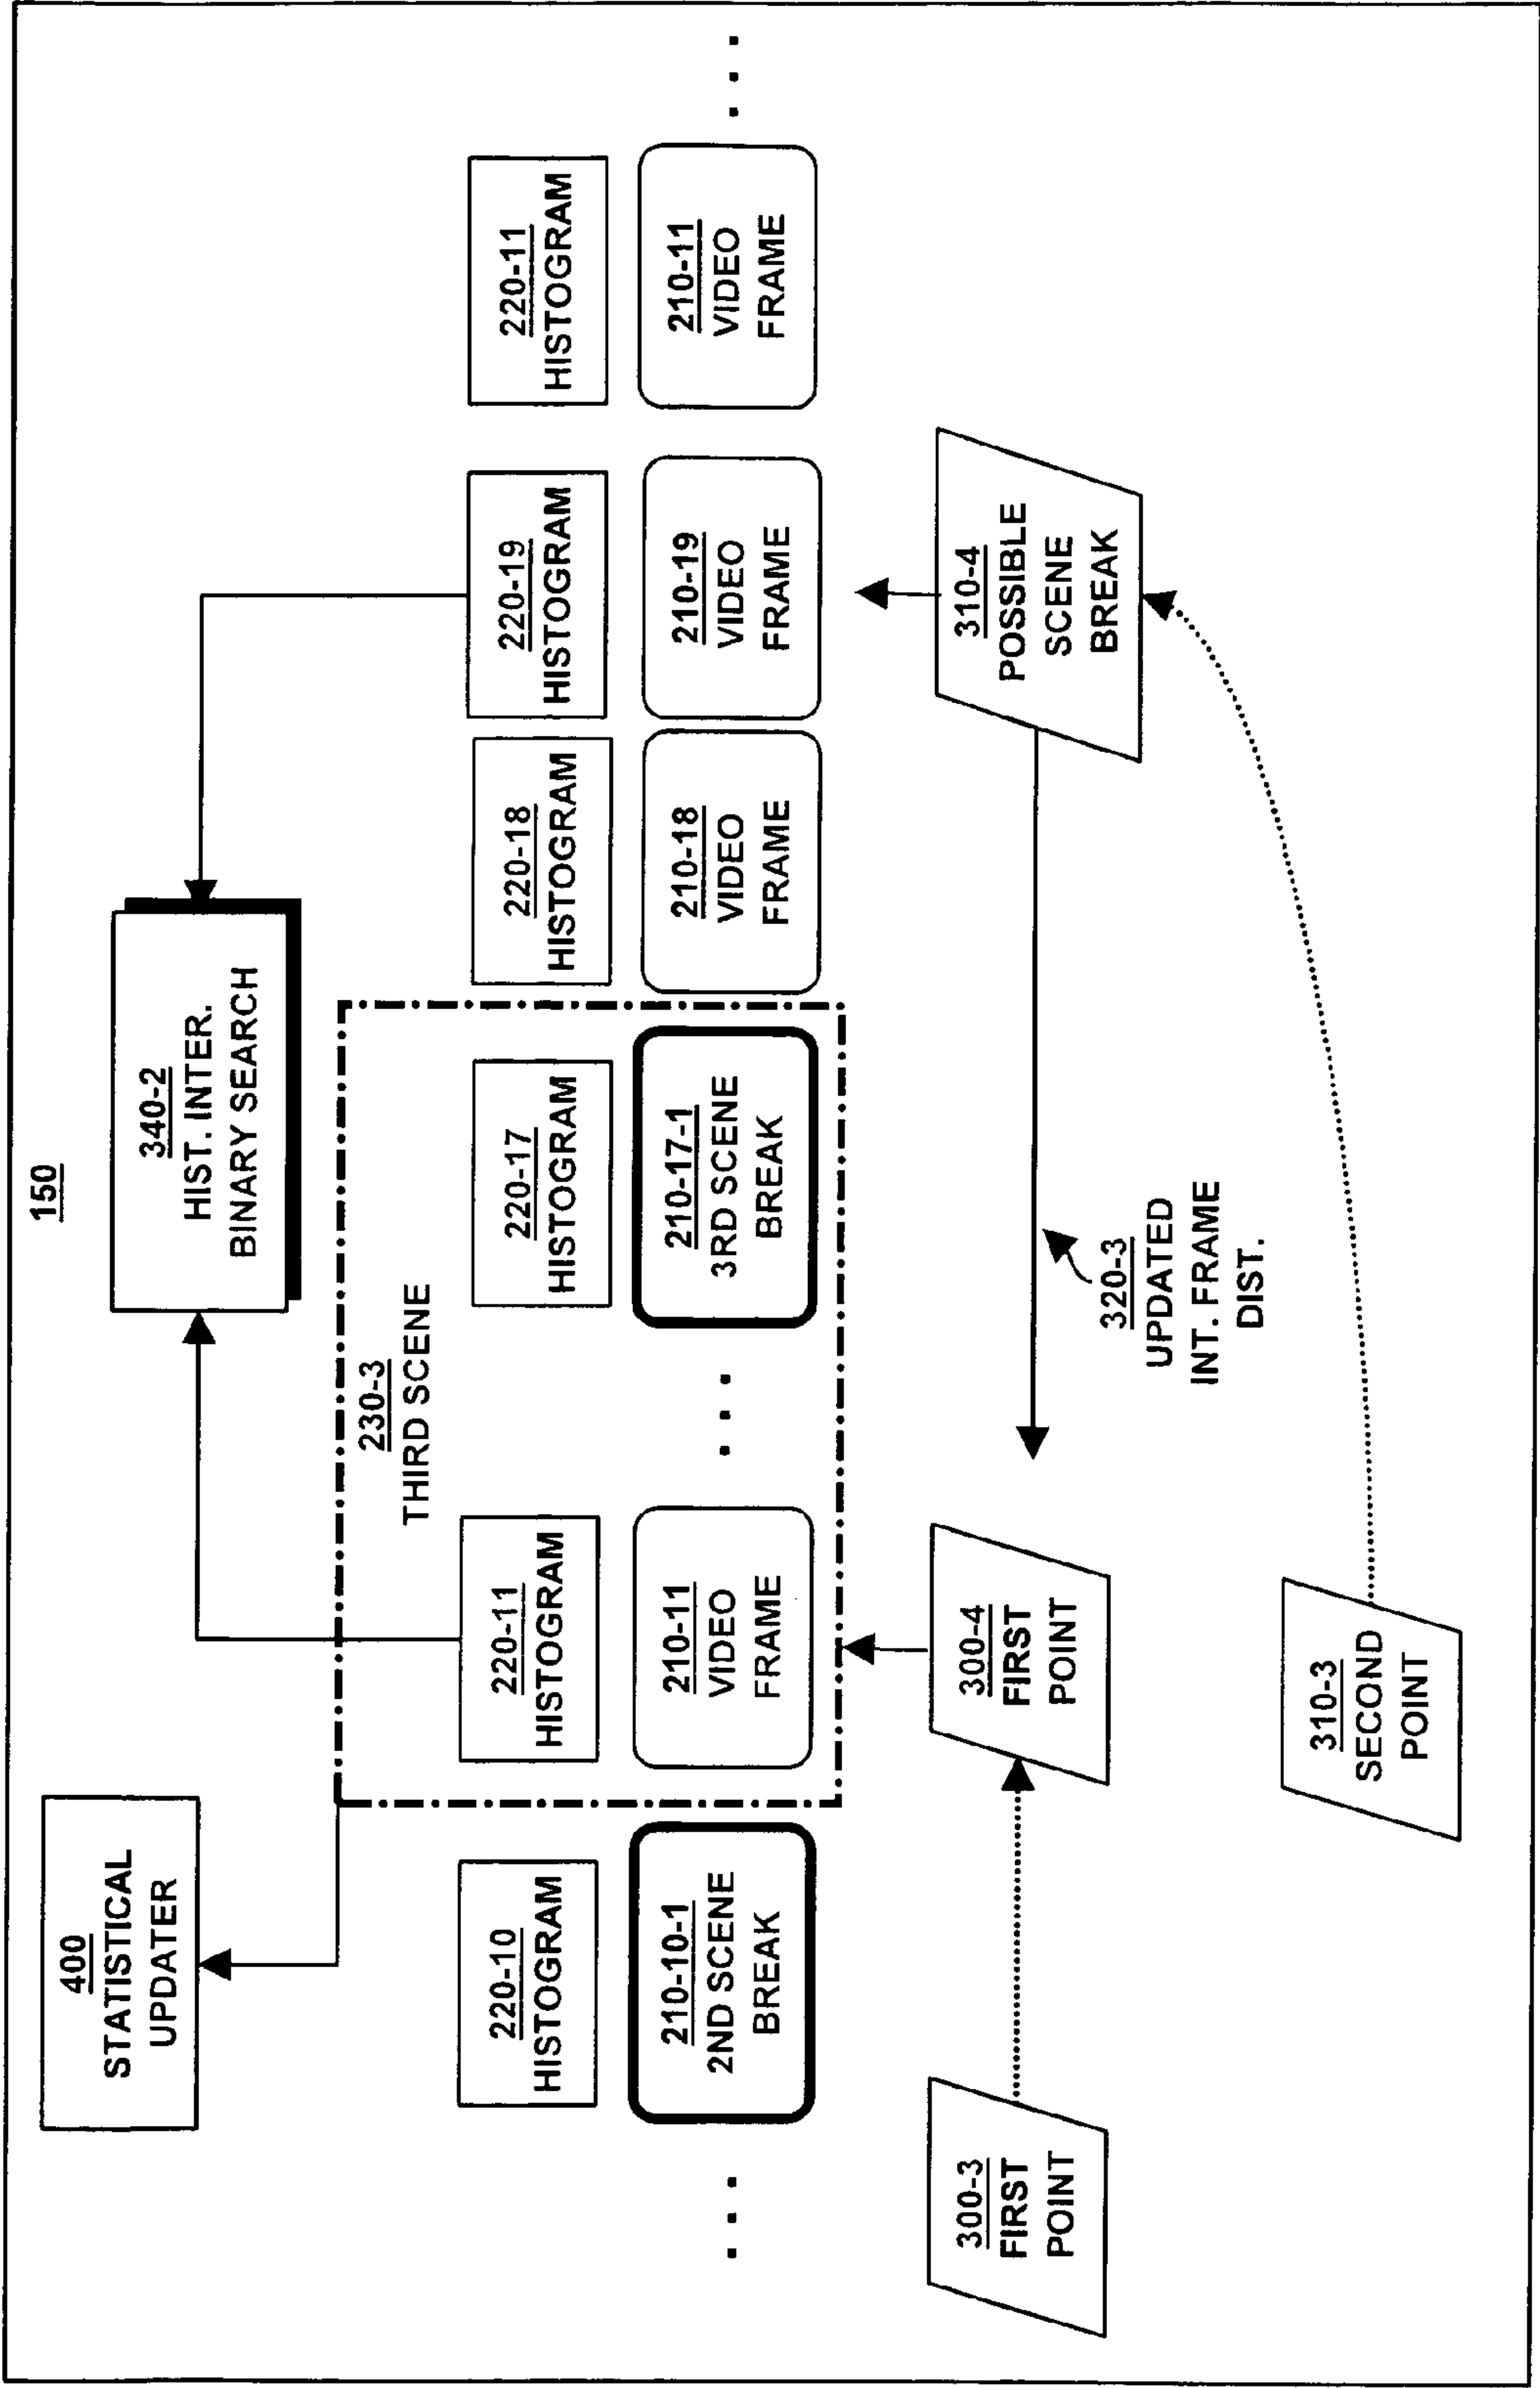 150
400
STATISTICAL
UPDATER
340-2
HIST. INTER.
BINARY SEARCH
230-3
THIRD SCENE
220-10
HISTOGRAM
220-11
HISTOGRAM
220-17
HISTOGRAM
220-18
HISTOGRAM
220-19
HISTOGRAM
220-11
HISTOGRAM
. . .
210-10-1
2ND SCENE
BREAK
210-11
VIDEO
FRAME
. . .
210-17-1
3RD SCENE
BREAK
210-18
VIDEO
FRAME
210-19
VIDEO
FRAME
210-11
VIDEO
FRAME
. . .
300-3
FIRST
POINT
300-4
FIRST
POINT
320-3
UPDATED
INT. FRAME
DIST.
310-4
POSSIBLE
SCENE
BREAK
310-3
SECOND
POINT